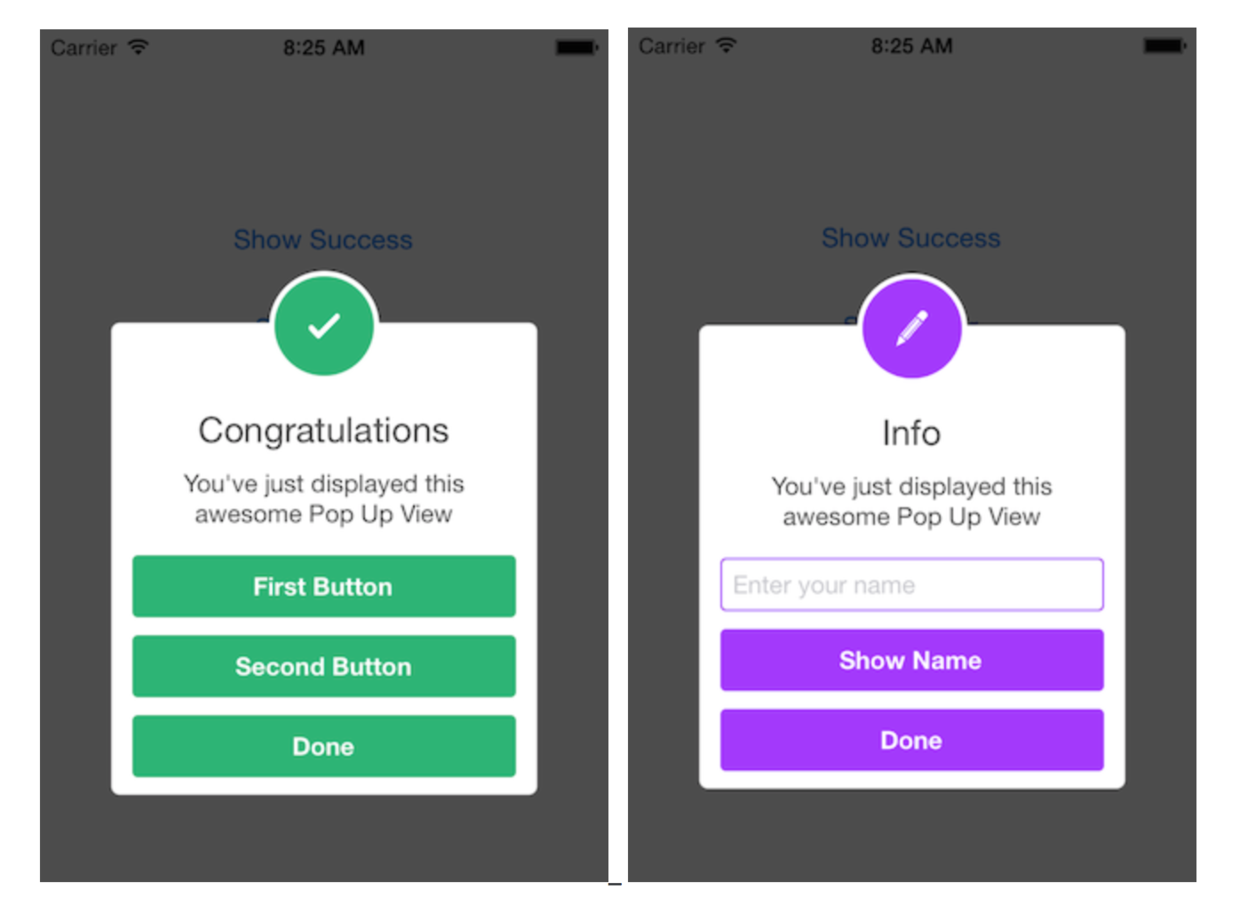 Carrier 8:25 AM
Show Success
Congratulations
You've just displayed this
awesome Pop Up View
First Button
Second Button
Done
Carrier 8:25 AM
Show Success
Info
You've just displayed this
awesome Pop Up View
Enter your name
Show Name
Done